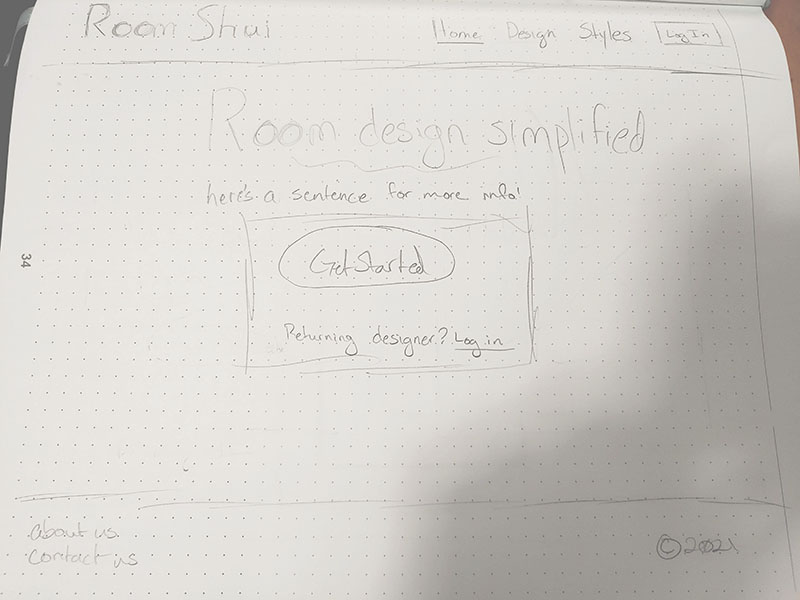 Room Shui
Home Design Styles Log In
Room design simplified
here's a sentence for more info!
Get Started
Returning designer? Log in
34
about us
contact us
© 2021